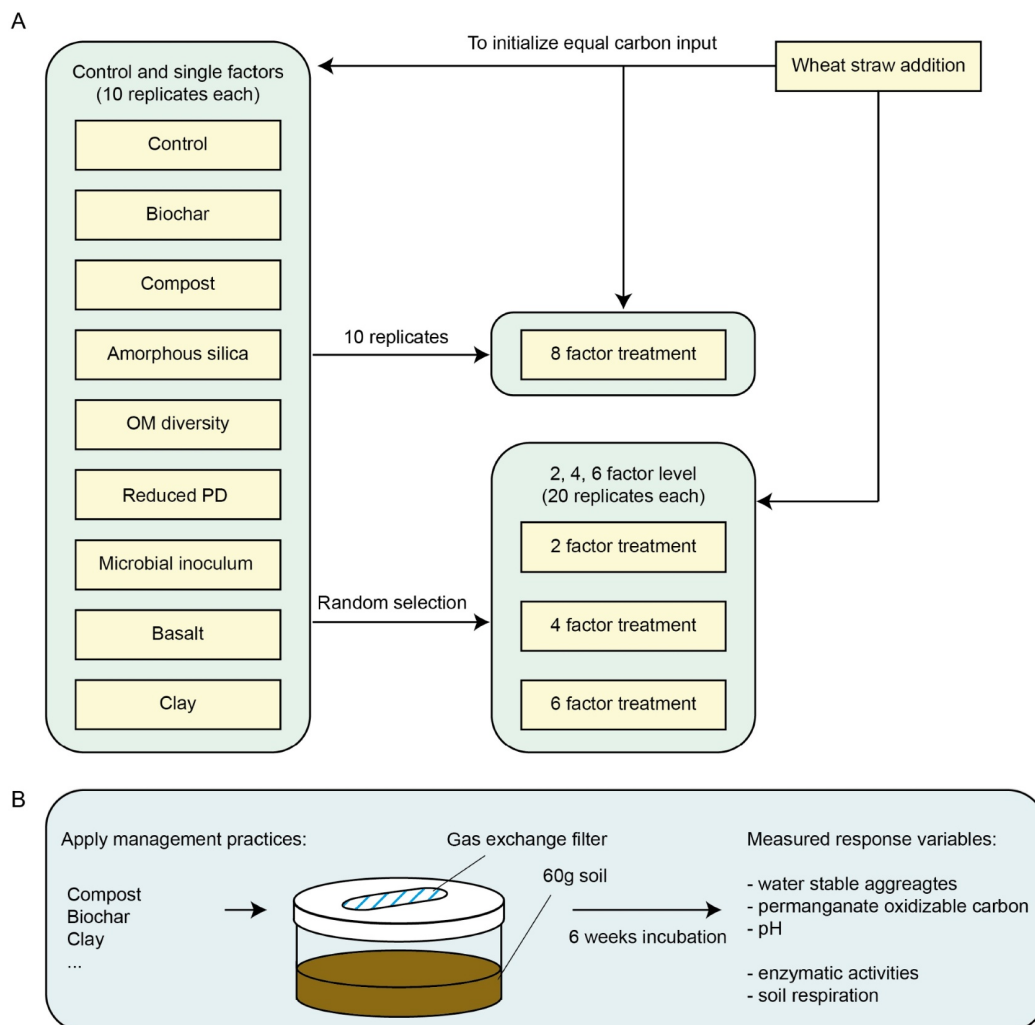 A
To initialize equal carbon input
Wheat straw addition
Control and single factors
(10 replicates each)
Control
Biochar
Compost
Amorphous silica
OM diversity
Reduced PD
Microbial inoculum
Basalt
Clay
10 replicates
8 factor treatment
Random selection
2, 4, 6 factor level
(20 replicates each)
2 factor treatment
4 factor treatment
6 factor treatment
B
Apply management practices:
Compost
Biochar
Clay
...
Gas exchange filter
60g soil
6 weeks incubation
Measured response variables:
- water stable aggreagtes
- permanganate oxidizable carbon
- pH
- enzymatic activities
- soil respiration